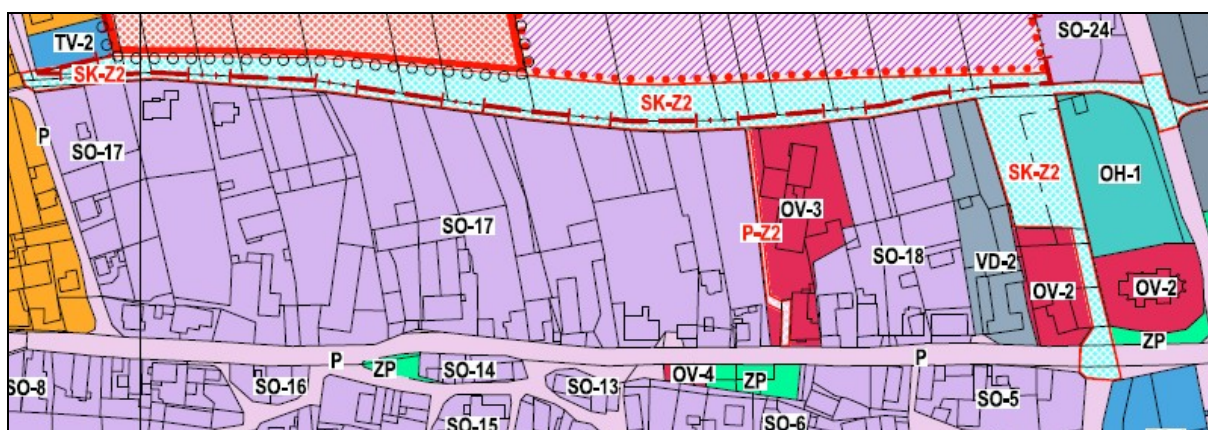 TV-2
SO-24
SK-Z2
SK-Z2
P
SO-17
SK-Z2
OH-1
OV-3
SO-17
P-Z2
SO-18
VD-2
OV-2
OV-2
ZP
P
ZP
SO-14
P
SO-8
SO-16
SO-13
OV-4
ZP
SO-5
SO-15
SO-6